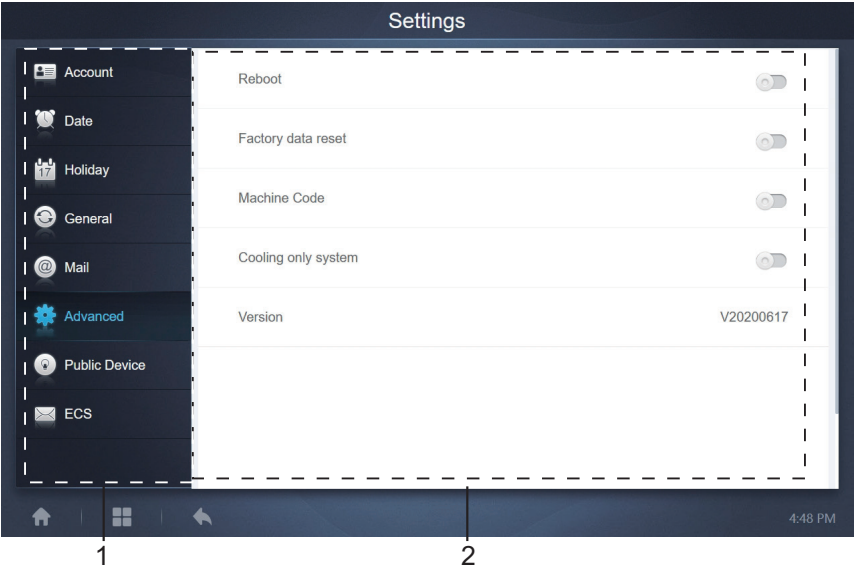 Settings
Account
Date
17
Holiday
General
@
Mail
Advanced
Public Device
ECS
Reboot
Factory data reset
Machine Code
Cooling only system
Version V20200617
4:48 PM
1 2